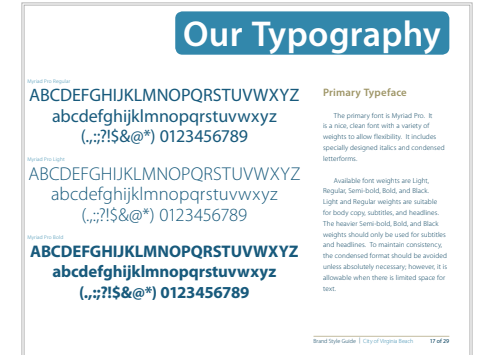 Our Typography
Myriad Pro Regular
ABCDEFGHIJKLMNOPQRSTUVWXYZ
abcdefghijklmnopqrstuvwxyz
(.,:;?!$&@*) 0123456789
Myriad Pro Light
ABCDEFGHIJKLMNOPQRSTUVWXYZ
abcdefghijklmnopqrstuvwxyz
(.,:;?!$&@*) 0123456789
Myriad Pro Bold
ABCDEFGHIJKLMNOPQRSTUVWXYZ
abcdefghijklmnopqrstuvwxyz
(.,:;?!$&@*) 0123456789
Primary Typeface
The primary font is Myriad Pro. It
is a nice, clean font with a variety of
weights to allow flexibility. It includes
specially designed italics and condensed
letterforms.
Available font weights are Light,
Regular, Semi-bold, Bold, and Black.
Light and Regular weights are suitable
for body copy, subtitles, and headlines.
The heavier Semi-bold, Bold, and Black
weights should only be used for subtitles
and headlines. To maintain consistency,
the condensed format should be avoided
unless absolutely necessary; however, it is
allowable when there is limited space for
text.
Brand Style Guide | City of Virginia Beach 17 of 29